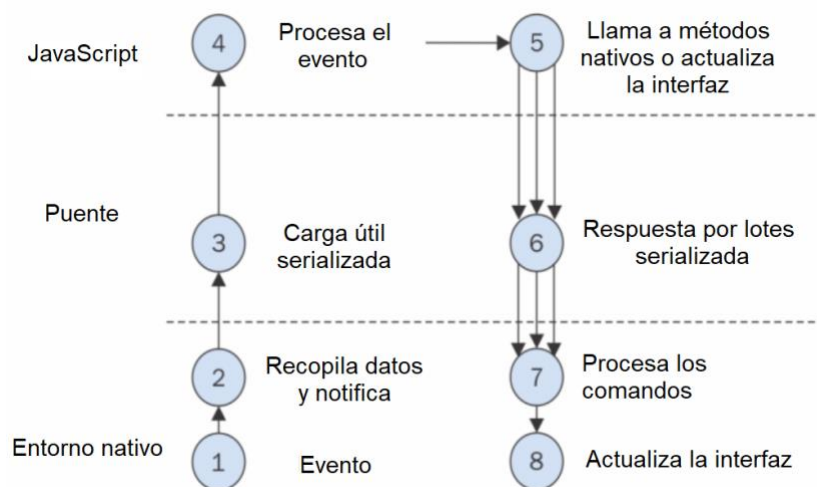 JavaScript
4
Procesa el
evento
5
Llama a métodos
nativos o actualiza
la interfaz
Puente
3
Carga útil
serializada
6
Respuesta por lotes
serializada
2
Recopila datos
y notifica
7
Procesa los
comandos
Entorno nativo
1
Evento
8
Actualiza la interfaz